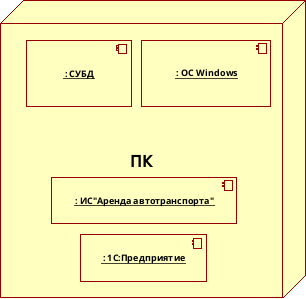 : СУБД
: ОС Windows
ПК
: ИС"Аренда автотранспорта"
: 1С:Предприятие